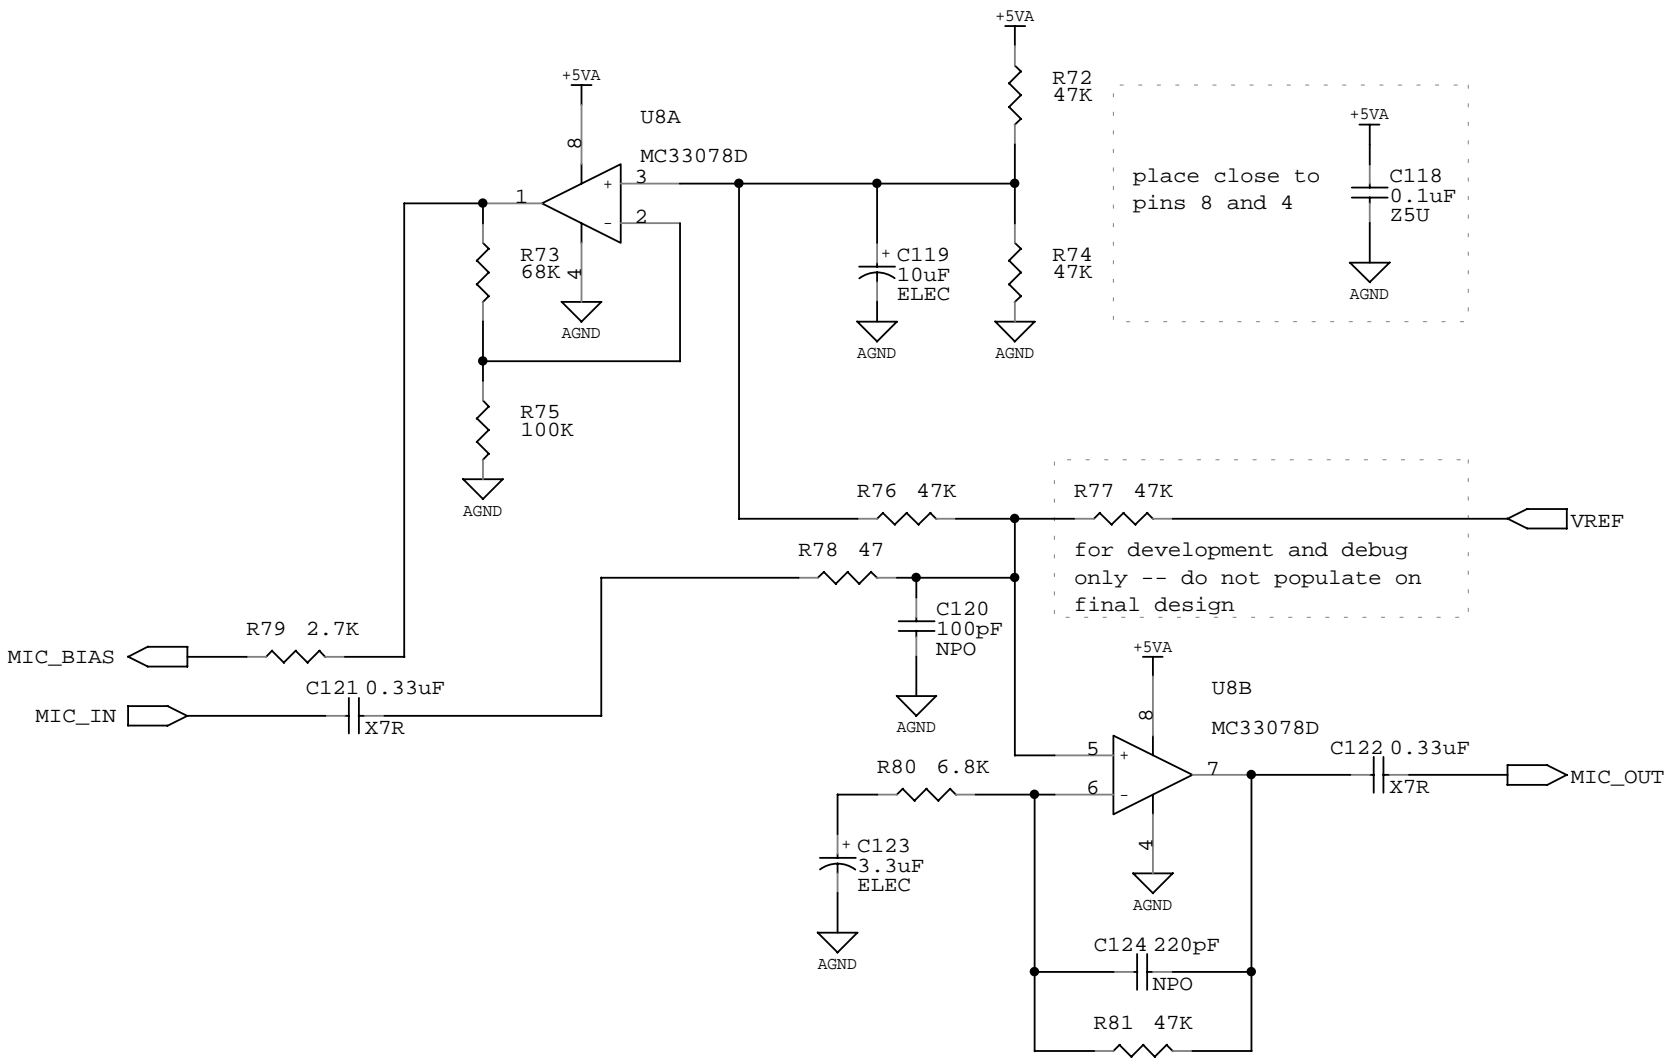 +5VA
R72
47K
+5VA
U8A
MC33078D
8
3
+
1
2
-
4
AGND
R73
68K
+
C119
10uF
ELEC
AGND
R74
47K
AGND
+5VA
place close to
pins 8 and 4
C118
0.1uF
Z5U
AGND
R75
100K
AGND
R76 47K
R77 47K
VREF
for development and debug
only -- do not populate on
final design
R78 47
C120
100pF
NPO
AGND
R79 2.7K
MIC_BIAS
C121 0.33uF
X7R
MIC_IN
+5VA
U8B
MC33078D
8
5
+
7
6
-
4
AGND
C122 0.33uF
X7R
MIC_OUT
R80 6.8K
+
C123
3.3uF
ELEC
AGND
C124 220pF
NPO
R81 47K